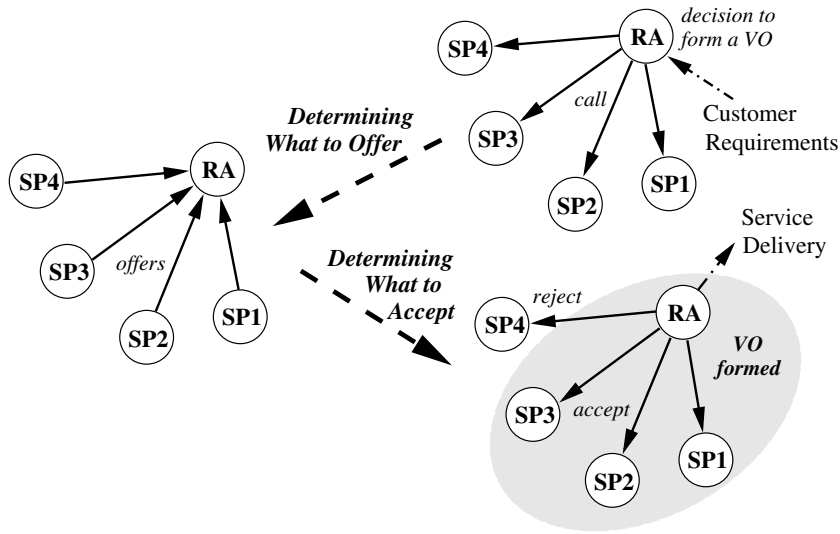 decision to
form a VO
RA
SP4
call
SP3
SP2
SP1
Customer
Requirements
Determining
What to Offer
RA
SP4
SP3
offers
SP2
SP1
Determining
What to
Accept
Service
Delivery
reject
RA
SP4
VO
formed
SP3
accept
SP2
SP1